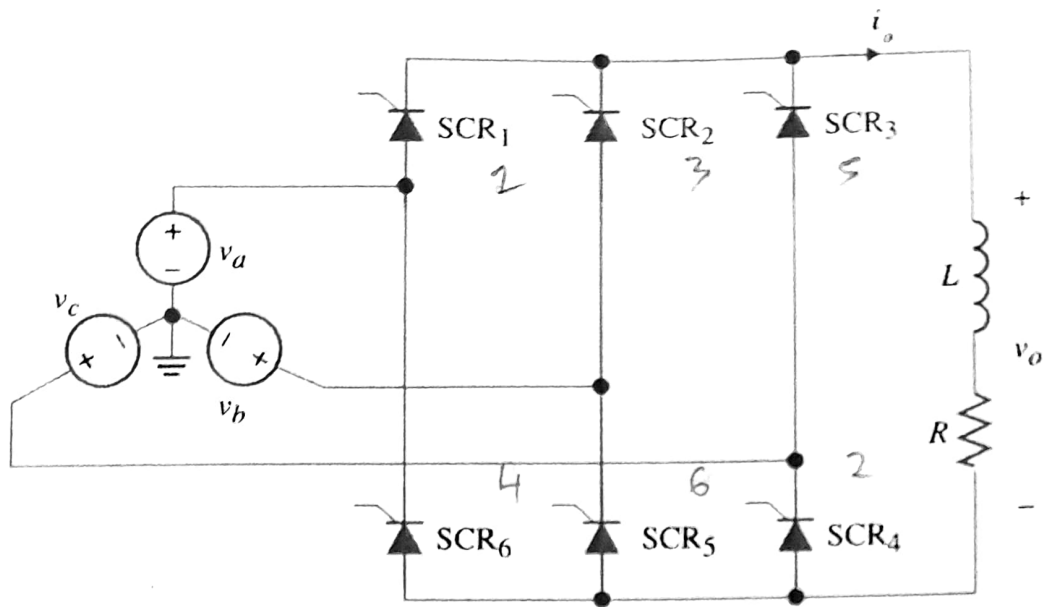 i_o
SCR1 SCR2 SCR3
1 3 5
+
+
v_a
−
L
v_c
− −
+ +
v_o
v_b
R
4 6 2
−
SCR6 SCR5 SCR4